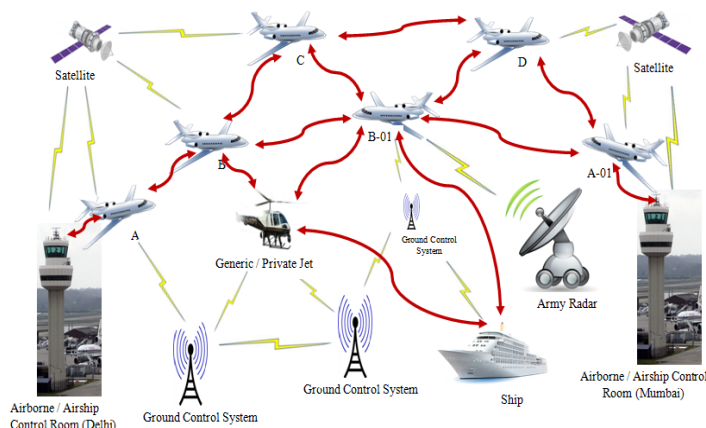 C
D
Satellite
Satellite
B-01
B
A-01
A
Ground Control
System
Generic / Private Jet
Army Radar
Ground Control System
Ship
Airborne / Airship Control
Room (Mumbai)
Airborne / Airship
Control Room (Delhi)
Ground Control System